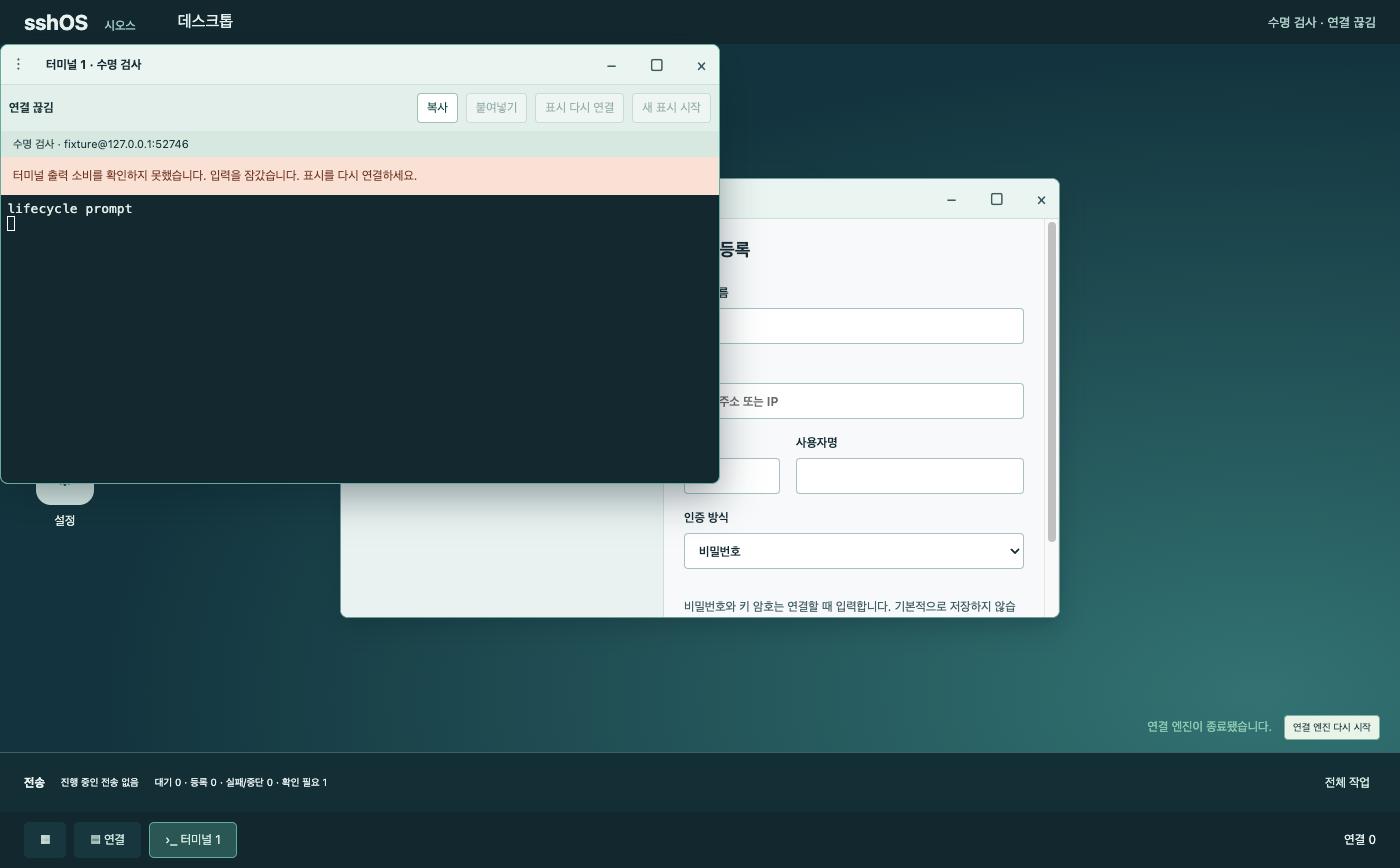 sshOS 시오스 데스크톱 수명 검사 · 연결 끊김
터미널 1 · 수명 검사
연결 끊김 복사 붙여넣기 표시 다시 연결 새 표시 시작
수명 검사 · fixture@127.0.0.1:52746
터미널 출력 소비를 확인하지 못했습니다. 입력을 잠갔습니다. 표시를 다시 연결하세요.
lifecycle prompt
등록
름
주소 또는 IP
사용자명
인증 방식
비밀번호
비밀번호와 키 암호는 연결할 때 입력합니다. 기본적으로 저장하지 않습
설정
연결 엔진이 종료됐습니다. 연결 엔진 다시 시작
전송 진행 중인 전송 없음 대기 0 · 등록 0 · 실패/중단 0 · 확인 필요 1 전체 작업
연결 ›_ 터미널 1 연결 0